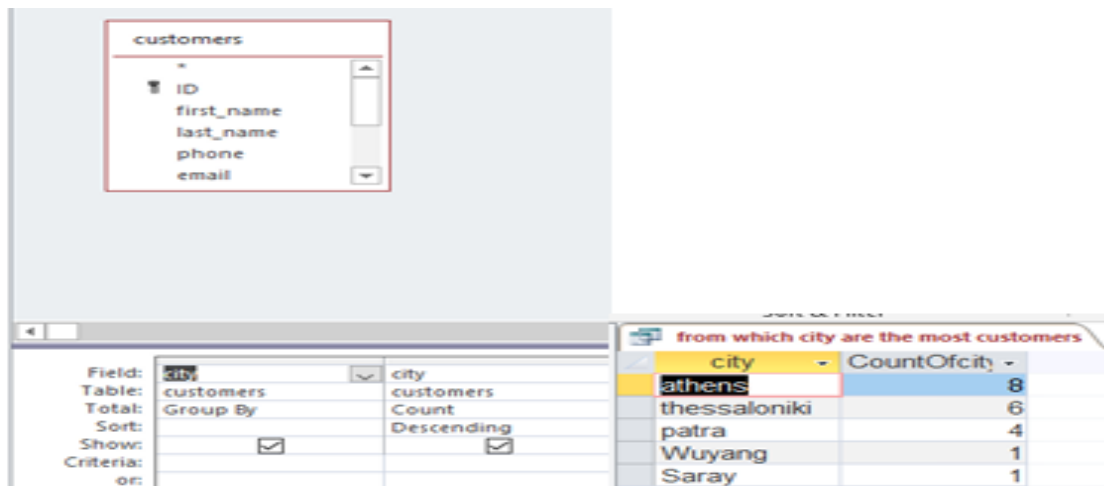 customers
*
ID
first_name
last_name
phone
email
Field: city city
Table: customers customers
Total: Group By Count
Sort: Descending
Show:
Criteria:
or:
from which city are the most customers
city CountOfcity
athens 8
thessaloniki 6
patra 4
Wuyang 1
Saray 1